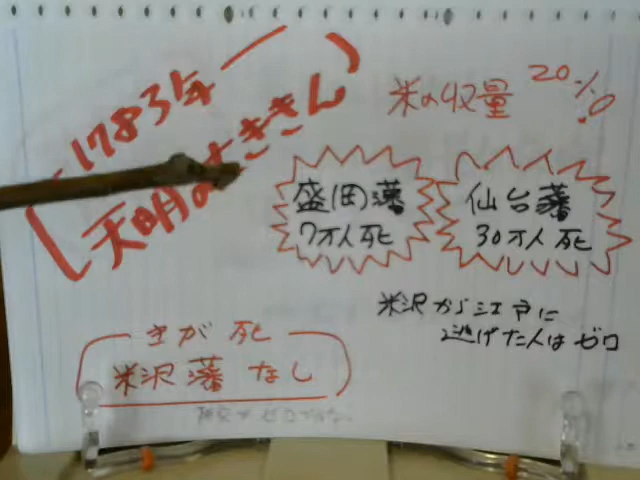 1783年
天明のききん
米の収量 20%
盛岡藩
7万人死
仙台藩
30万人死
米沢から江戸に
逃げた人はゼロ
きが死
米沢藩なし